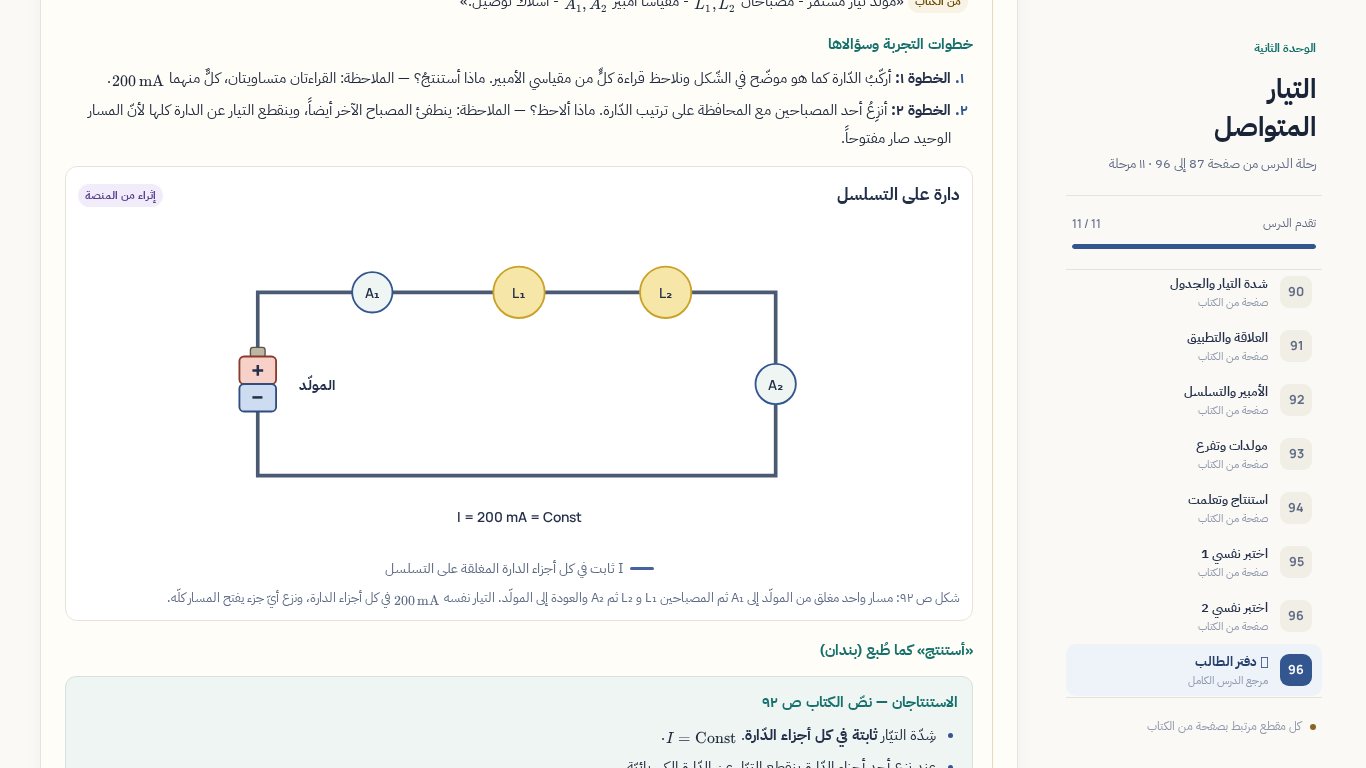 من الكتاب «مولد تيار مستمر - مصباحان L₁, L₂ - مقياسا أمبير A₁, A₂ - أسلاك توصيل.»
خطوات التجربة وسؤالاها
١. الخطوة ١: أركّبُ الدّارة كما هو موضّح في الشّكل ونلاحظ قراءة كلٍّ من مقياسي الأمبير. ماذا أستنتجُ؟ — الملاحظة: القراءتان متساويتان، كلٌّ منهما 200 mA.
٢. الخطوة ٢: أنزِعُ أحد المصباحين مع المحافظة على ترتيب الدّارة. ماذا ألاحظ؟ — الملاحظة: ينطفئ المصباح الآخر أيضاً، وينقطع التيار عن الدارة كلها لأنّ المسار
الوحيد صار مفتوحاً.
دارة على التسلسل
إثراء من المنصة
A₁
L₁
L₂
+
−
المولّد
A₂
I = 200 mA = Const
I ثابت في كل أجزاء الدارة المغلقة على التسلسل
شكل ص ٩٢: مسار واحد مغلق من المولّد إلى A₁ ثم المصباحين L₁ و L₂ ثم A₂ والعودة إلى المولّد. التيار نفسه 200 mA في كل أجزاء الدارة، ونزع أيّ جزء يفتح المسار كلّه.
«أستنتج» كما طُبع (بندان)
الاستنتاجان — نصّ الكتاب ص ٩٢
• شِدّة التيّار ثابتة في كل أجزاء الدّارة. I = Const.
الوحدة الثانية
التيار
المتواصل
رحلة الدرس من صفحة 87 إلى 96 · ١١ مرحلة
تقدم الدرس
11 / 11
90
شدة التيار والجدول
صفحة من الكتاب
91
العلاقة والتطبيق
صفحة من الكتاب
92
الأمبير والتسلسل
صفحة من الكتاب
93
مولدات وتفرع
صفحة من الكتاب
94
استنتاج وتعلمت
صفحة من الكتاب
95
اختبر نفسي 1
صفحة من الكتاب
96
اختبر نفسي 2
صفحة من الكتاب
96
دفتر الطالب
مرجع الدرس الكامل
كل مقطع مرتبط بصفحة من الكتاب